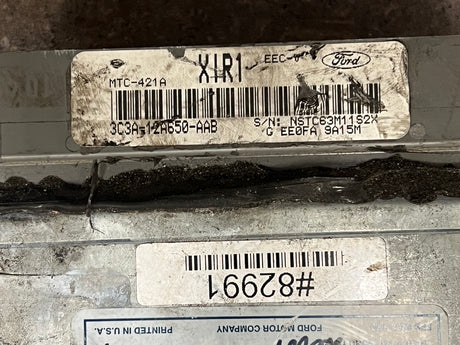 XIR1 EEC-V Ford
MTC-421A
3C3A-12A650-AAB
S/N: NSTC63M11S2X
G EE0FA 9A15M
#82991
PRINTED IN U.S.A.
FORD MOTOR COMPANY